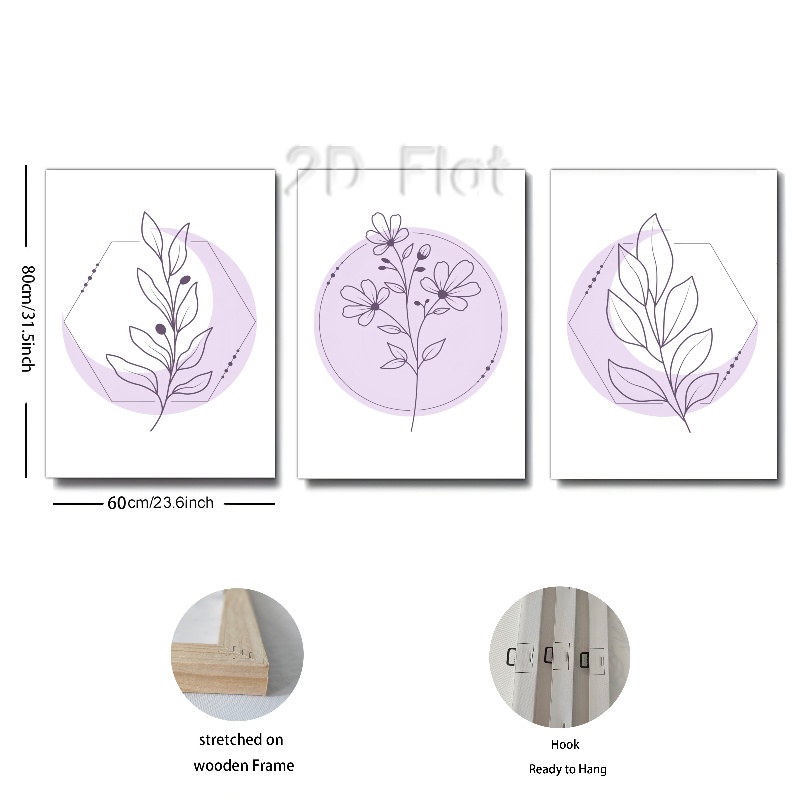 2D Flat
80cm/31.5inch
60cm/23.6inch
stretched on
wooden Frame
Hook
Ready to Hang